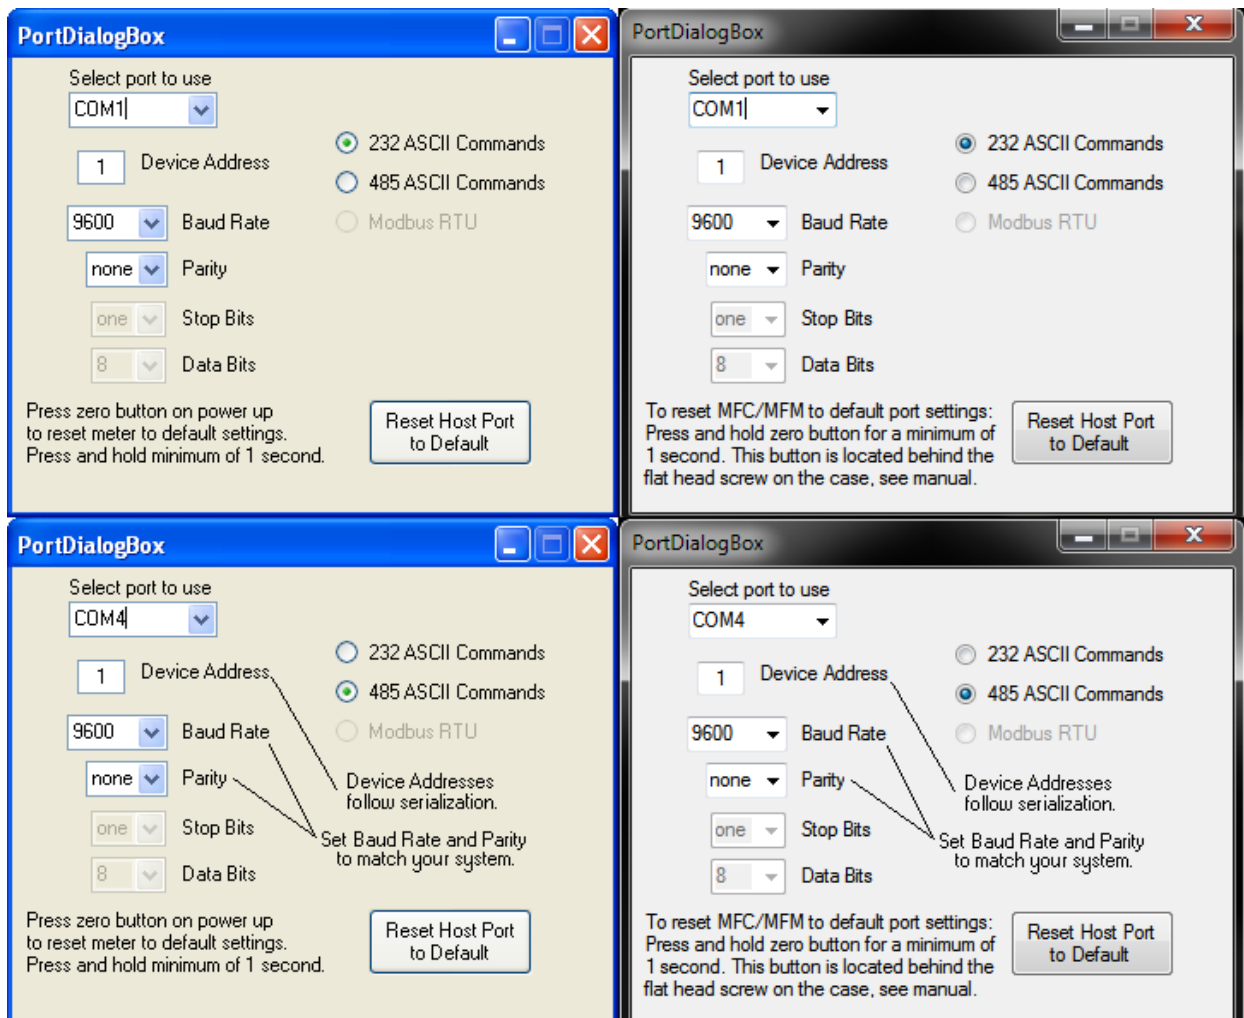 PortDialogBox
Select port to use
COM1
232 ASCII Commands
1 Device Address
485 ASCII Commands
9600 Baud Rate
Modbus RTU
none Parity
one Stop Bits
8 Data Bits
Press zero button on power up
to reset meter to default settings.
Press and hold minimum of 1 second.
Reset Host Port
to Default
PortDialogBox
Select port to use
COM1
232 ASCII Commands
1 Device Address
485 ASCII Commands
9600 Baud Rate
Modbus RTU
none Parity
one Stop Bits
8 Data Bits
To reset MFC/MFM to default port settings:
Press and hold zero button for a minimum of
1 second. This button is located behind the
flat head screw on the case, see manual.
Reset Host Port
to Default
PortDialogBox
Select port to use
COM4
232 ASCII Commands
1 Device Address
485 ASCII Commands
9600 Baud Rate
Modbus RTU
none Parity
Device Addresses
follow serialization.
one Stop Bits
Set Baud Rate and Parity
to match your system.
8 Data Bits
Press zero button on power up
to reset meter to default settings.
Press and hold minimum of 1 second.
Reset Host Port
to Default
PortDialogBox
Select port to use
COM4
232 ASCII Commands
1 Device Address
485 ASCII Commands
9600 Baud Rate
Modbus RTU
none Parity
Device Addresses
follow serialization.
one Stop Bits
Set Baud Rate and Parity
to match your system.
8 Data Bits
To reset MFC/MFM to default port settings:
Press and hold zero button for a minimum of
1 second. This button is located behind the
flat head screw on the case, see manual.
Reset Host Port
to Default